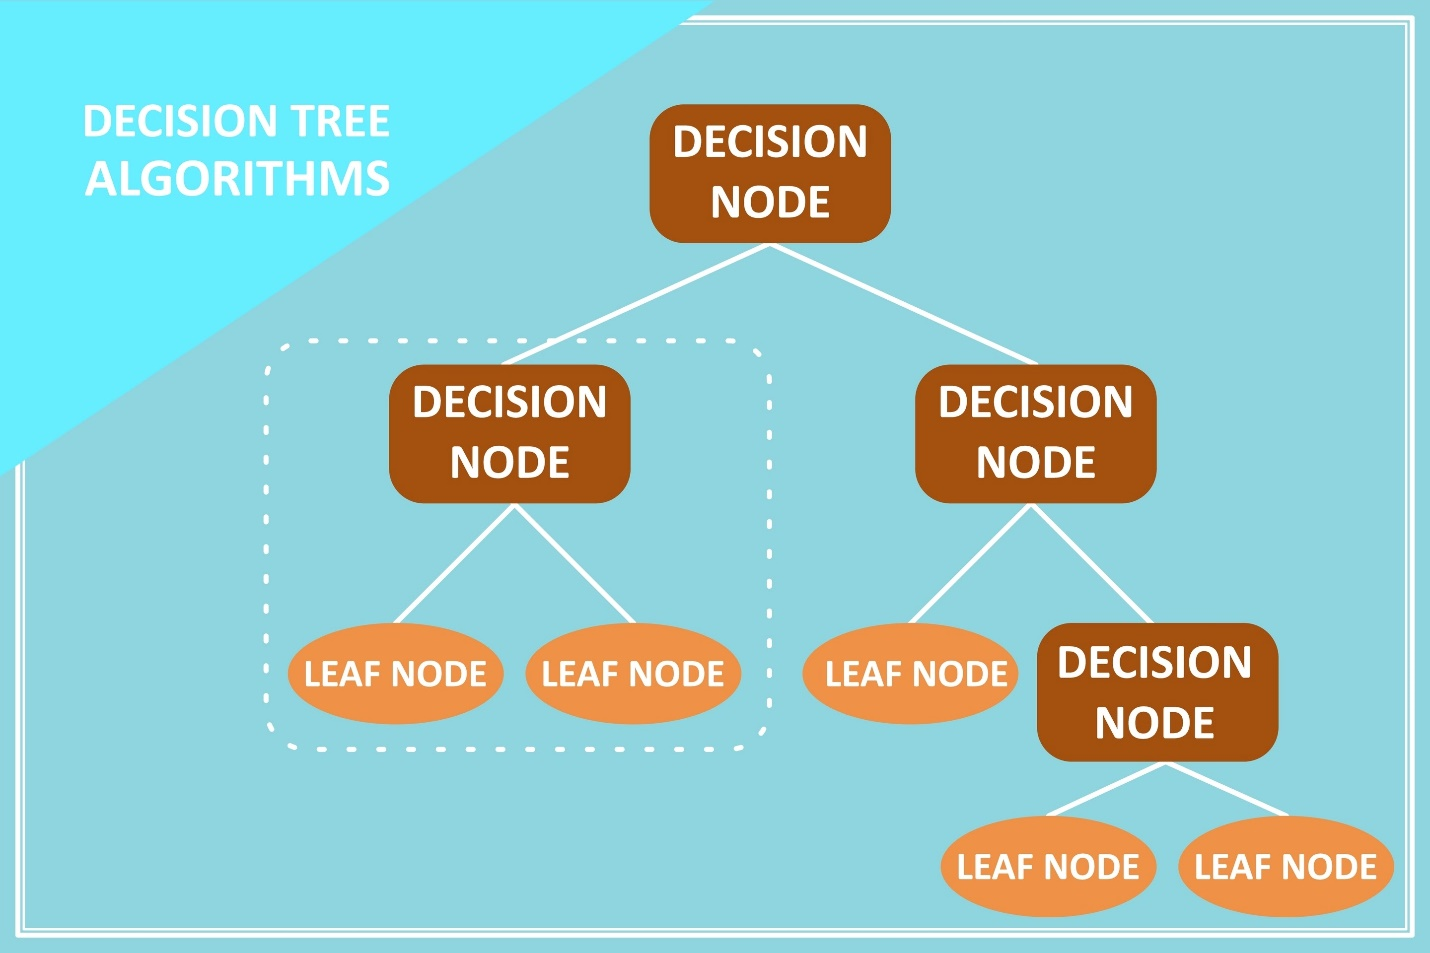 DECISION TREE
ALGORITHMS
DECISION
NODE
DECISION
NODE
DECISION
NODE
LEAF NODE
LEAF NODE
LEAF NODE
DECISION
NODE
LEAF NODE
LEAF NODE